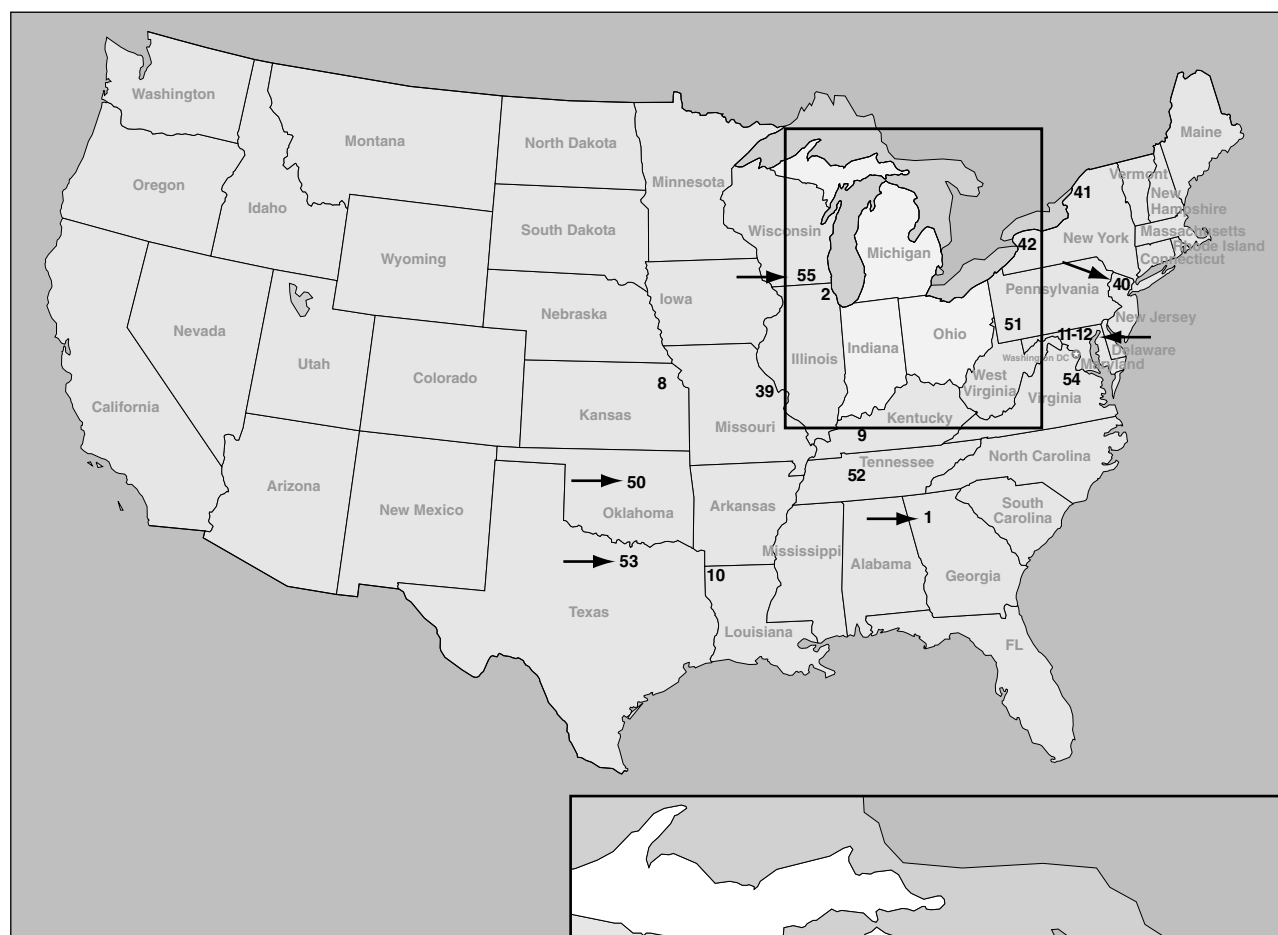 Washington
Maine
Montana
North Dakota
Vermont
Minnesota
Oregon
41
New
Hampshire
Idaho
South Dakota
Wisconsin
Massachusetts
New York
42
Rhode Island
Michigan
Connecticut
Wyoming
55
40
Pennsylvania
2
Iowa
Nebraska
New Jersey
51
Nevada
Ohio
11-12
Indiana
Delaware
Illinois
Washington DC
Utah
Maryland
Colorado
West
Virginia
54
8
39
Virginia
California
Kansas
Kentucky
Missouri
9
North Carolina
Tennessee
52
50
Arizona
South
Carolina
Arkansas
New Mexico
Oklahoma
1
Mississippi
53
Alabama
10
Georgia
Texas
Louisiana
FL